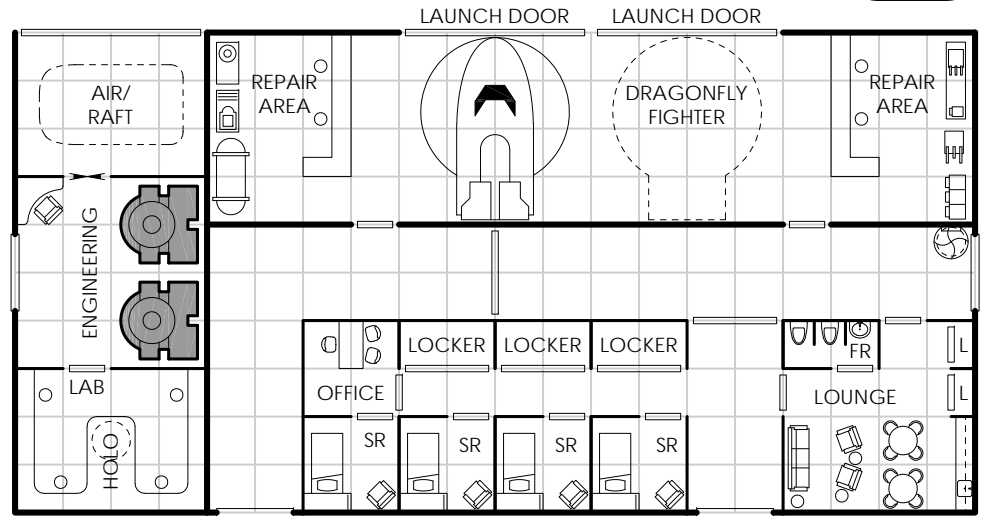 LAUNCH DOOR
LAUNCH DOOR
AIR/
RAFT
REPAIR
AREA
DRAGONFLY
FIGHTER
REPAIR
AREA
ENGINEERING
LOCKER
LOCKER
LOCKER
FR
L
LAB
OFFICE
LOUNGE
L
HOLO
SR
SR
SR
SR